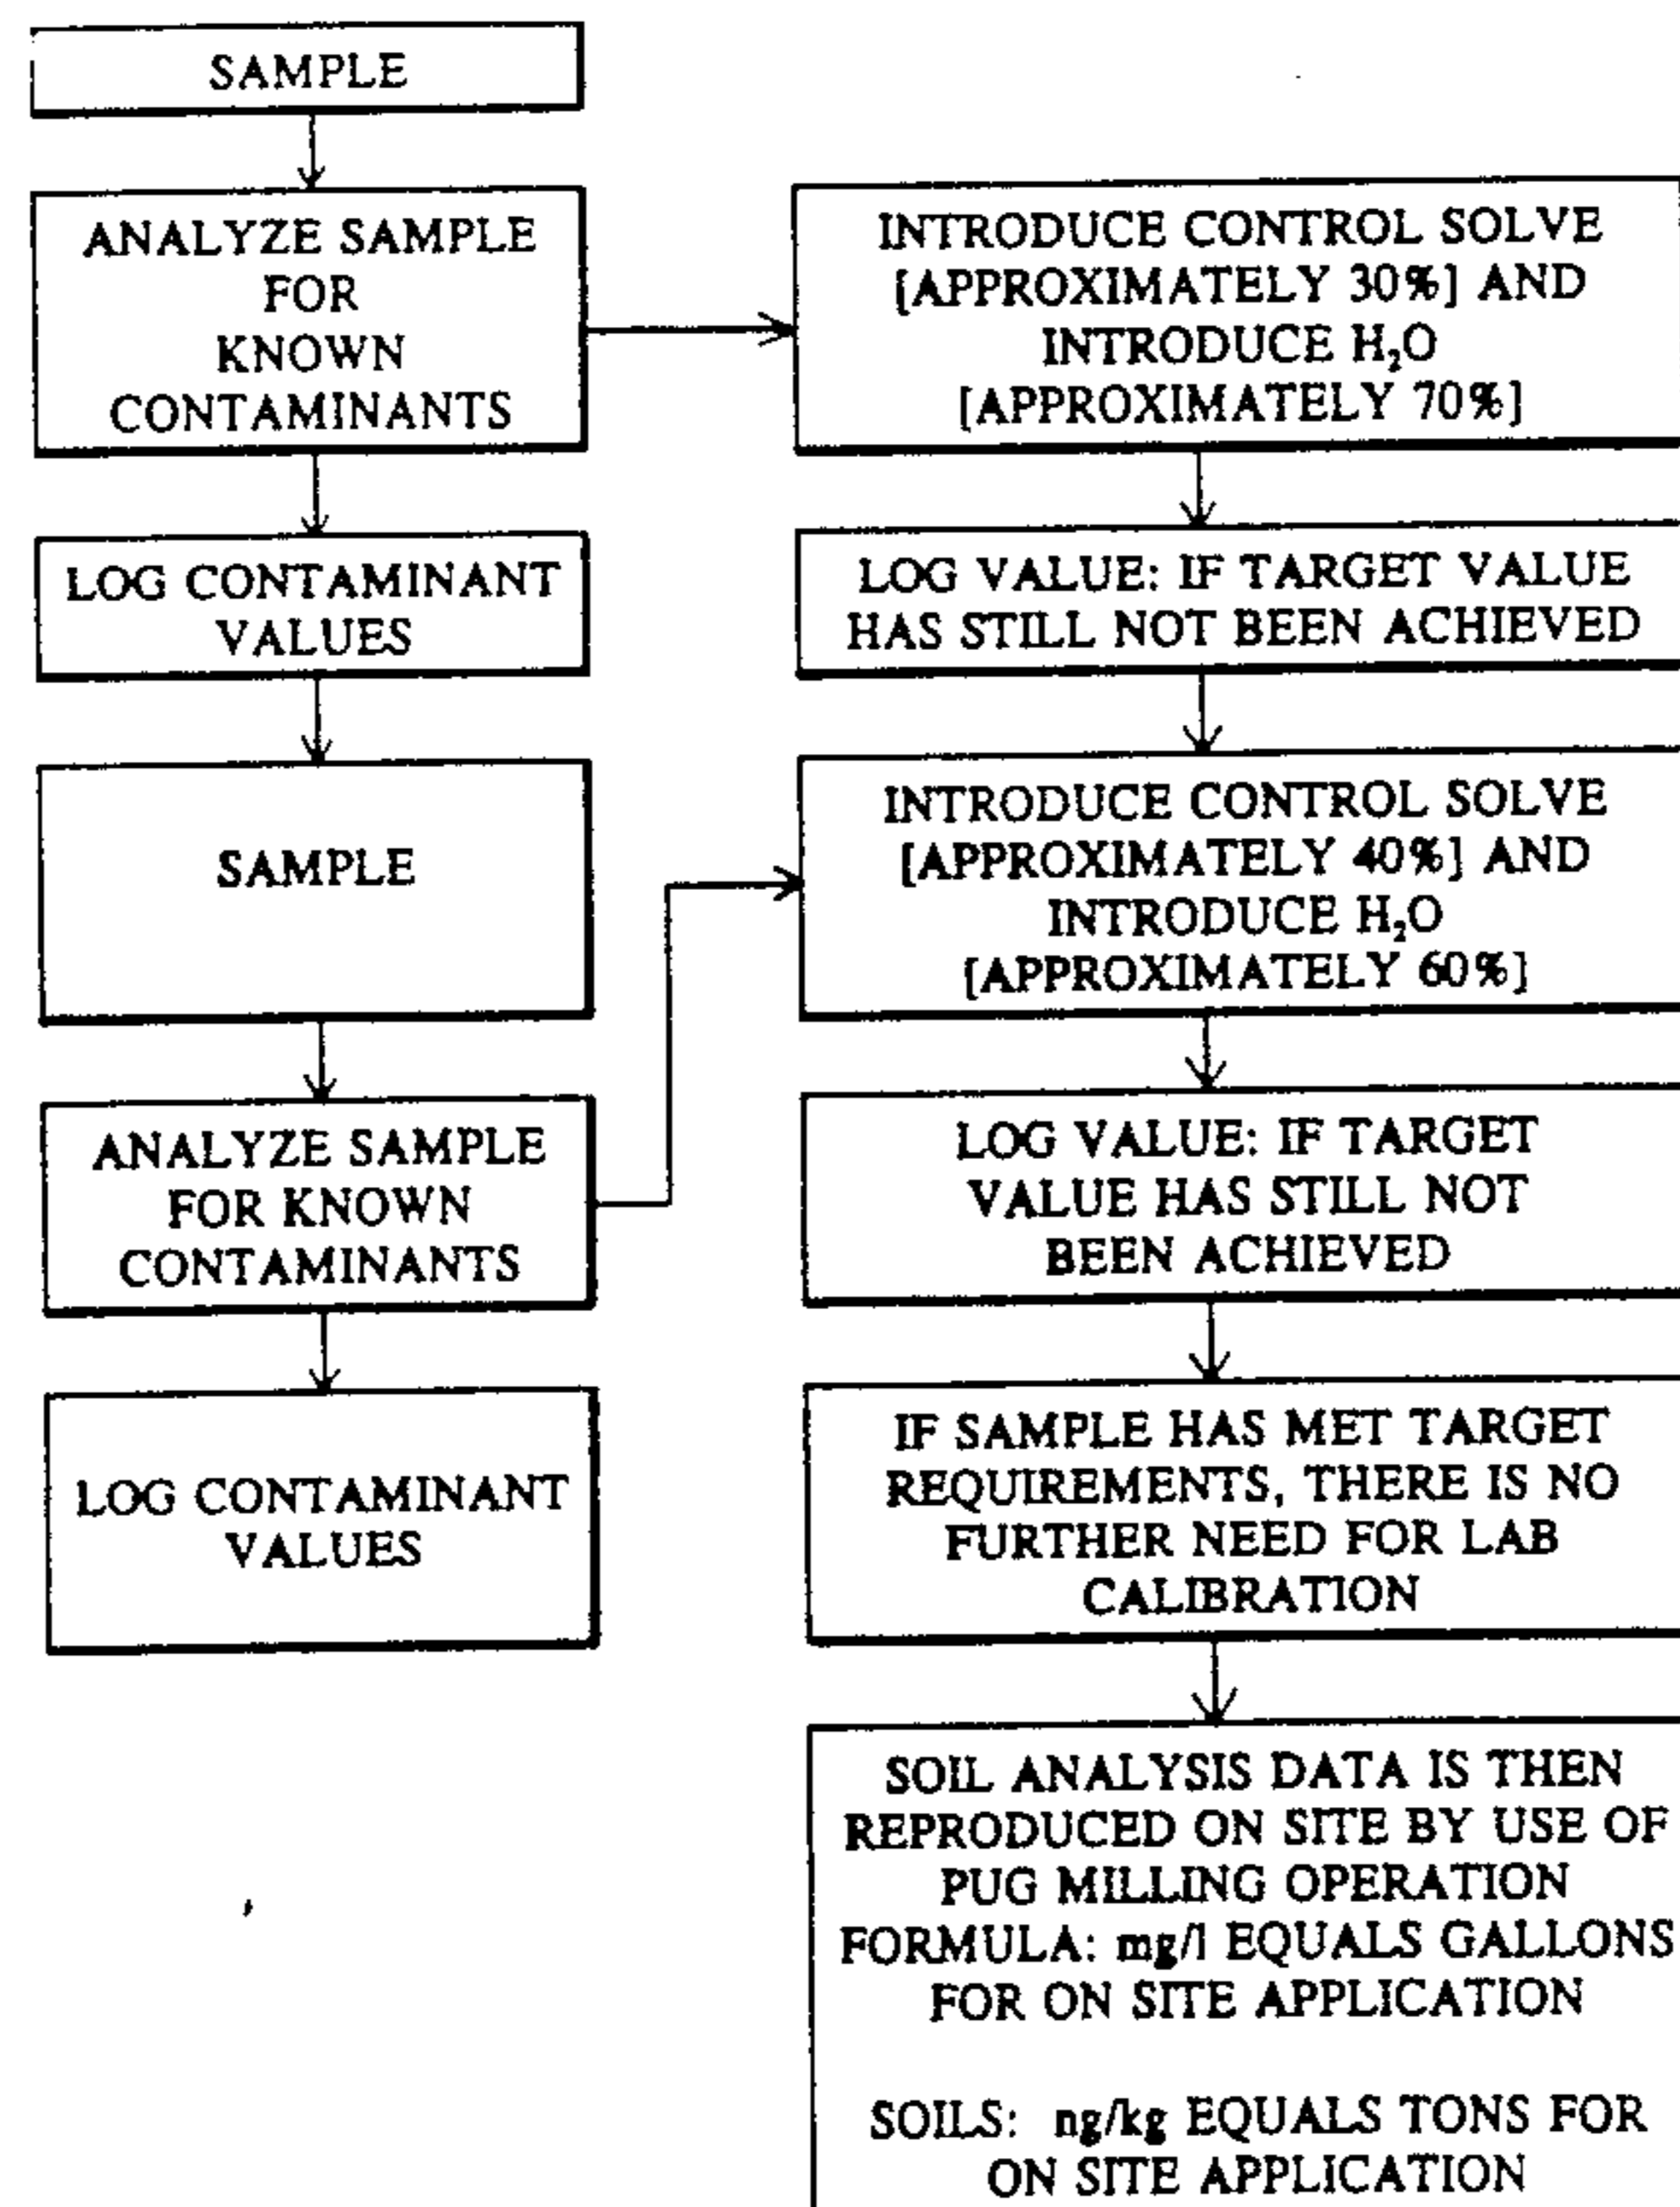 SAMPLE
ANALYZE SAMPLE
FOR
KNOWN
CONTAMINANTS
LOG CONTAMINANT
VALUES
SAMPLE
ANALYZE SAMPLE
FOR KNOWN
CONTAMINANTS
LOG CONTAMINANT
VALUES
INTRODUCE CONTROL SOLVE
[APPROXIMATELY 30%] AND
INTRODUCE H₂O
[APPROXIMATELY 70%]
LOG VALUE: IF TARGET VALUE
HAS STILL NOT BEEN ACHIEVED
INTRODUCE CONTROL SOLVE
[APPROXIMATELY 40%] AND
INTRODUCE H₂O
[APPROXIMATELY 60%]
LOG VALUE: IF TARGET
VALUE HAS STILL NOT
BEEN ACHIEVED
IF SAMPLE HAS MET TARGET
REQUIREMENTS, THERE IS NO
FURTHER NEED FOR LAB
CALIBRATION
SOIL ANALYSIS DATA IS THEN
REPRODUCED ON SITE BY USE OF
PUG MILLING OPERATION
FORMULA: mg/l EQUALS GALLONS
FOR ON SITE APPLICATION
SOILS: ng/kg EQUALS TONS FOR
ON SITE APPLICATION